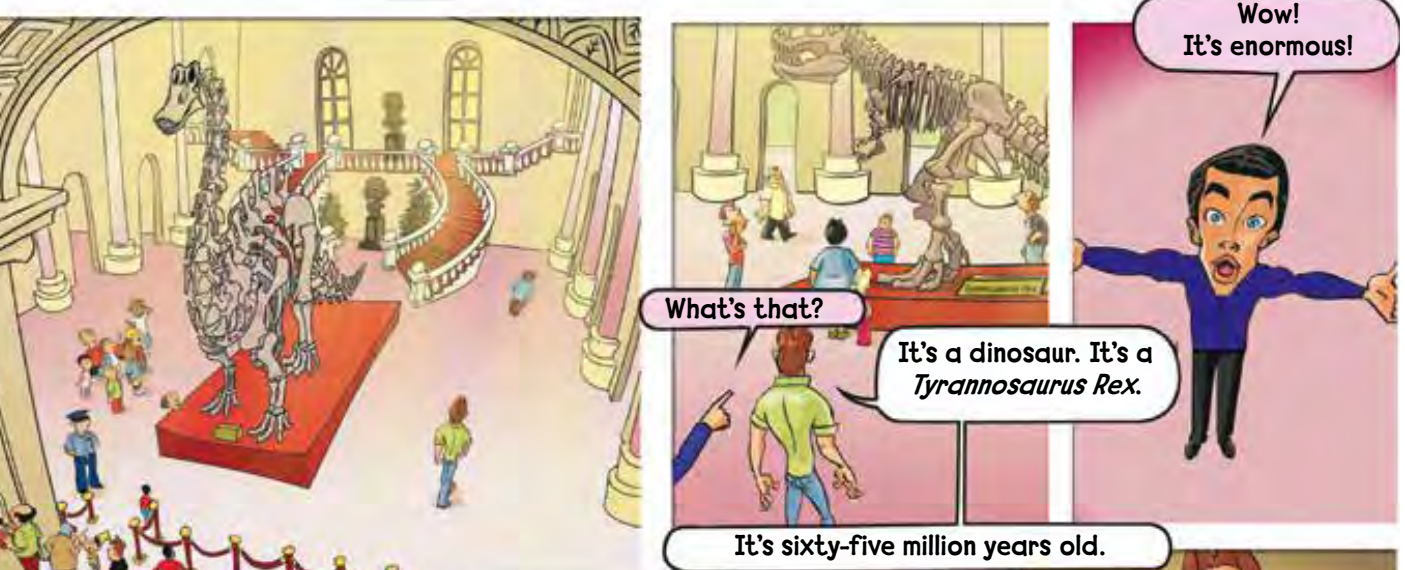 What's that?
It's a dinosaur. It's a
Tyrannosaurus Rex.
It's sixty-five million years old.
Wow!
It's enormous!